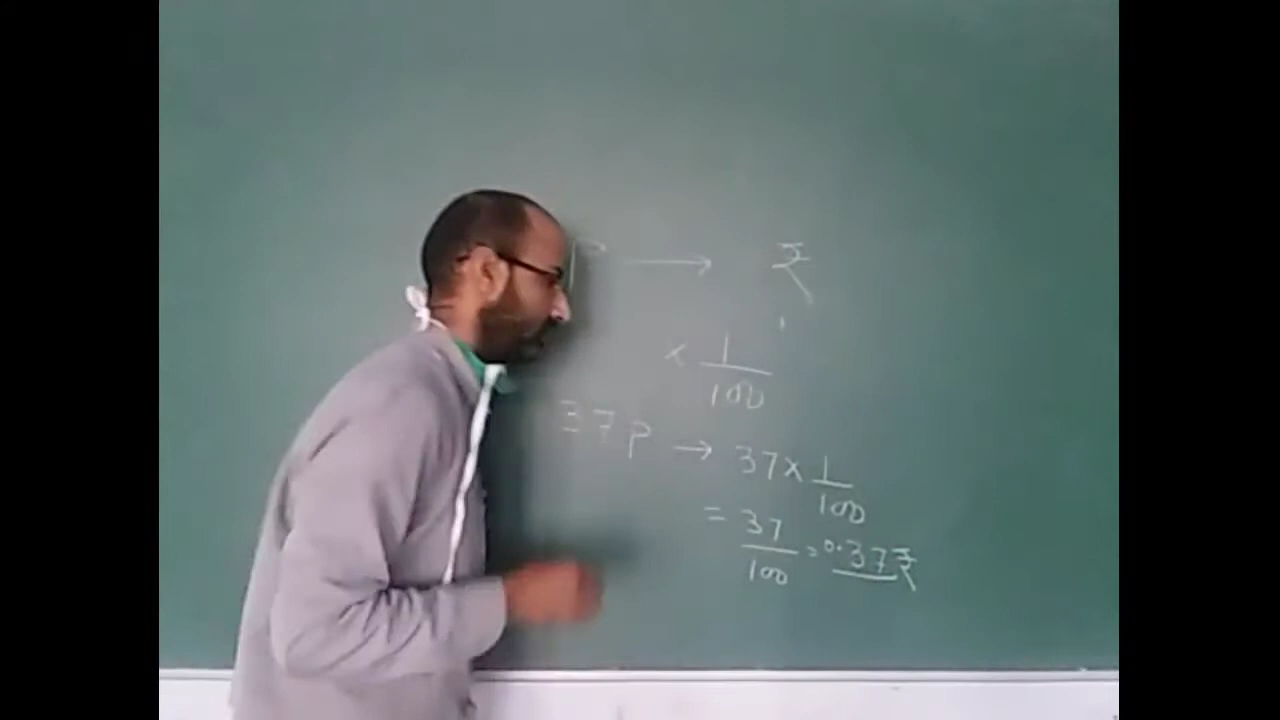 P → ₹
× 1/100
37 P → 37 × 1/100
= 37/100 = 0.37 ₹